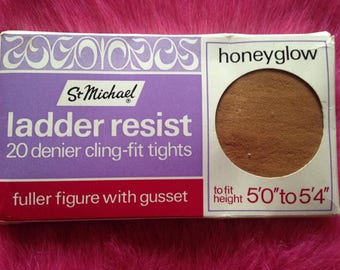 St Michael
ladder resist
20 denier cling-fit tights
fuller figure with gusset
honeyglow
to fit
height 5'0" to 5'4"